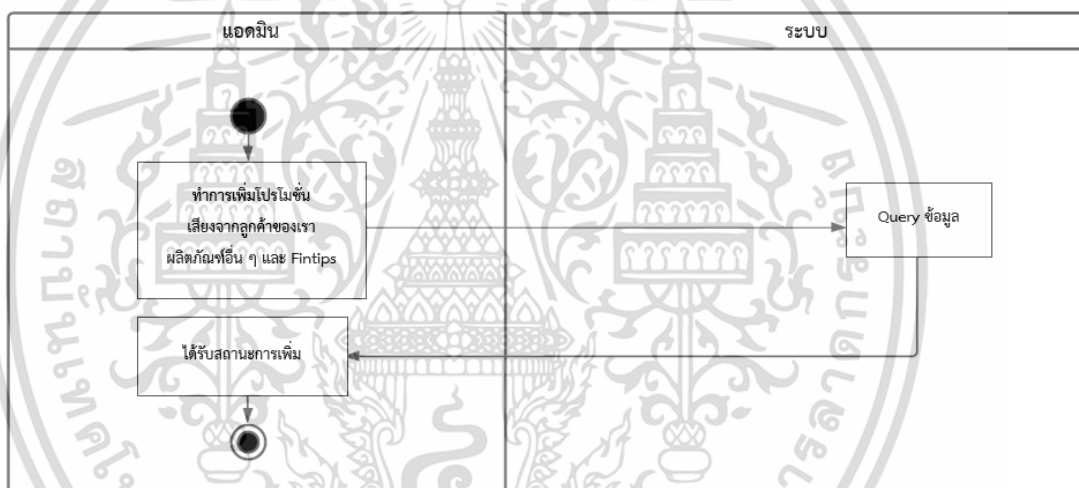 แอดมิน
ระบบ
ทำการเพิ่มโปรโมชั่น
เสียงจากลูกค้าของเรา
ผลิตภัณฑ์อื่น ๆ และ Fintips
Query ข้อมูล
ได้รับสถานะการเพิ่ม